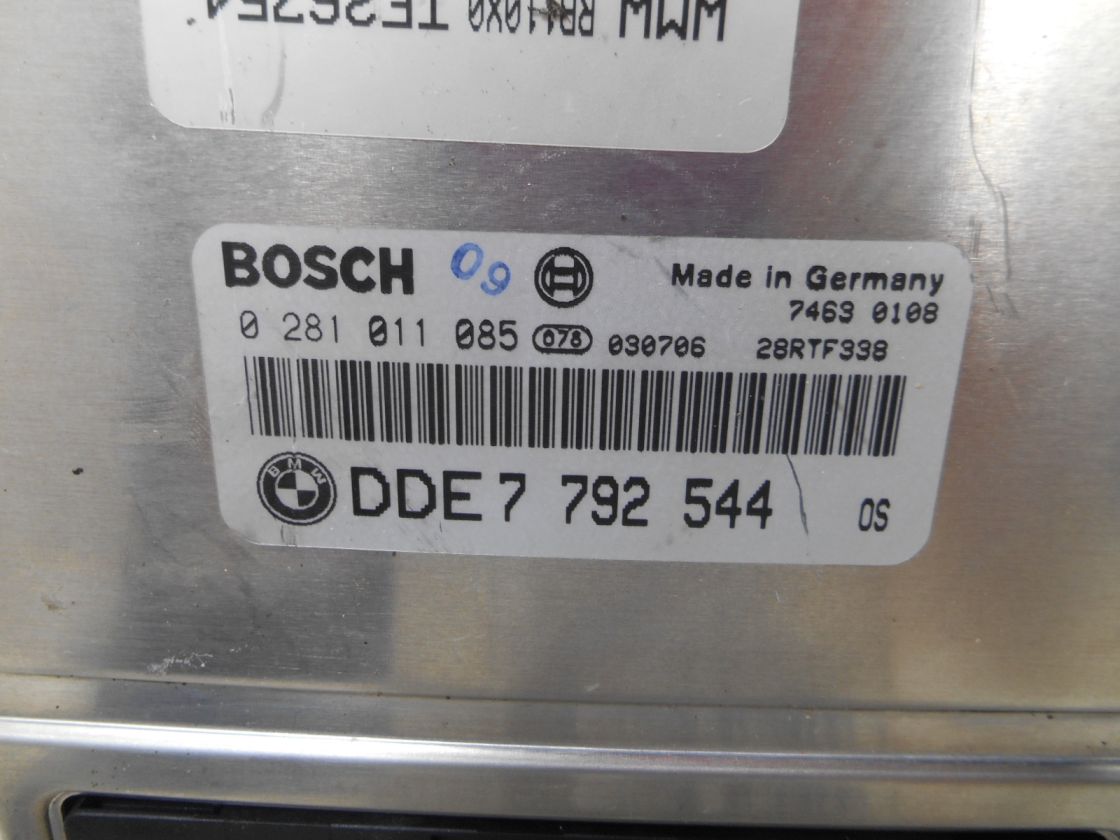 BOSCH 09 Made in Germany
7463 0108
0 281 011 085 078 030706 28RTF338
BMW DDE 7 792 544 OS